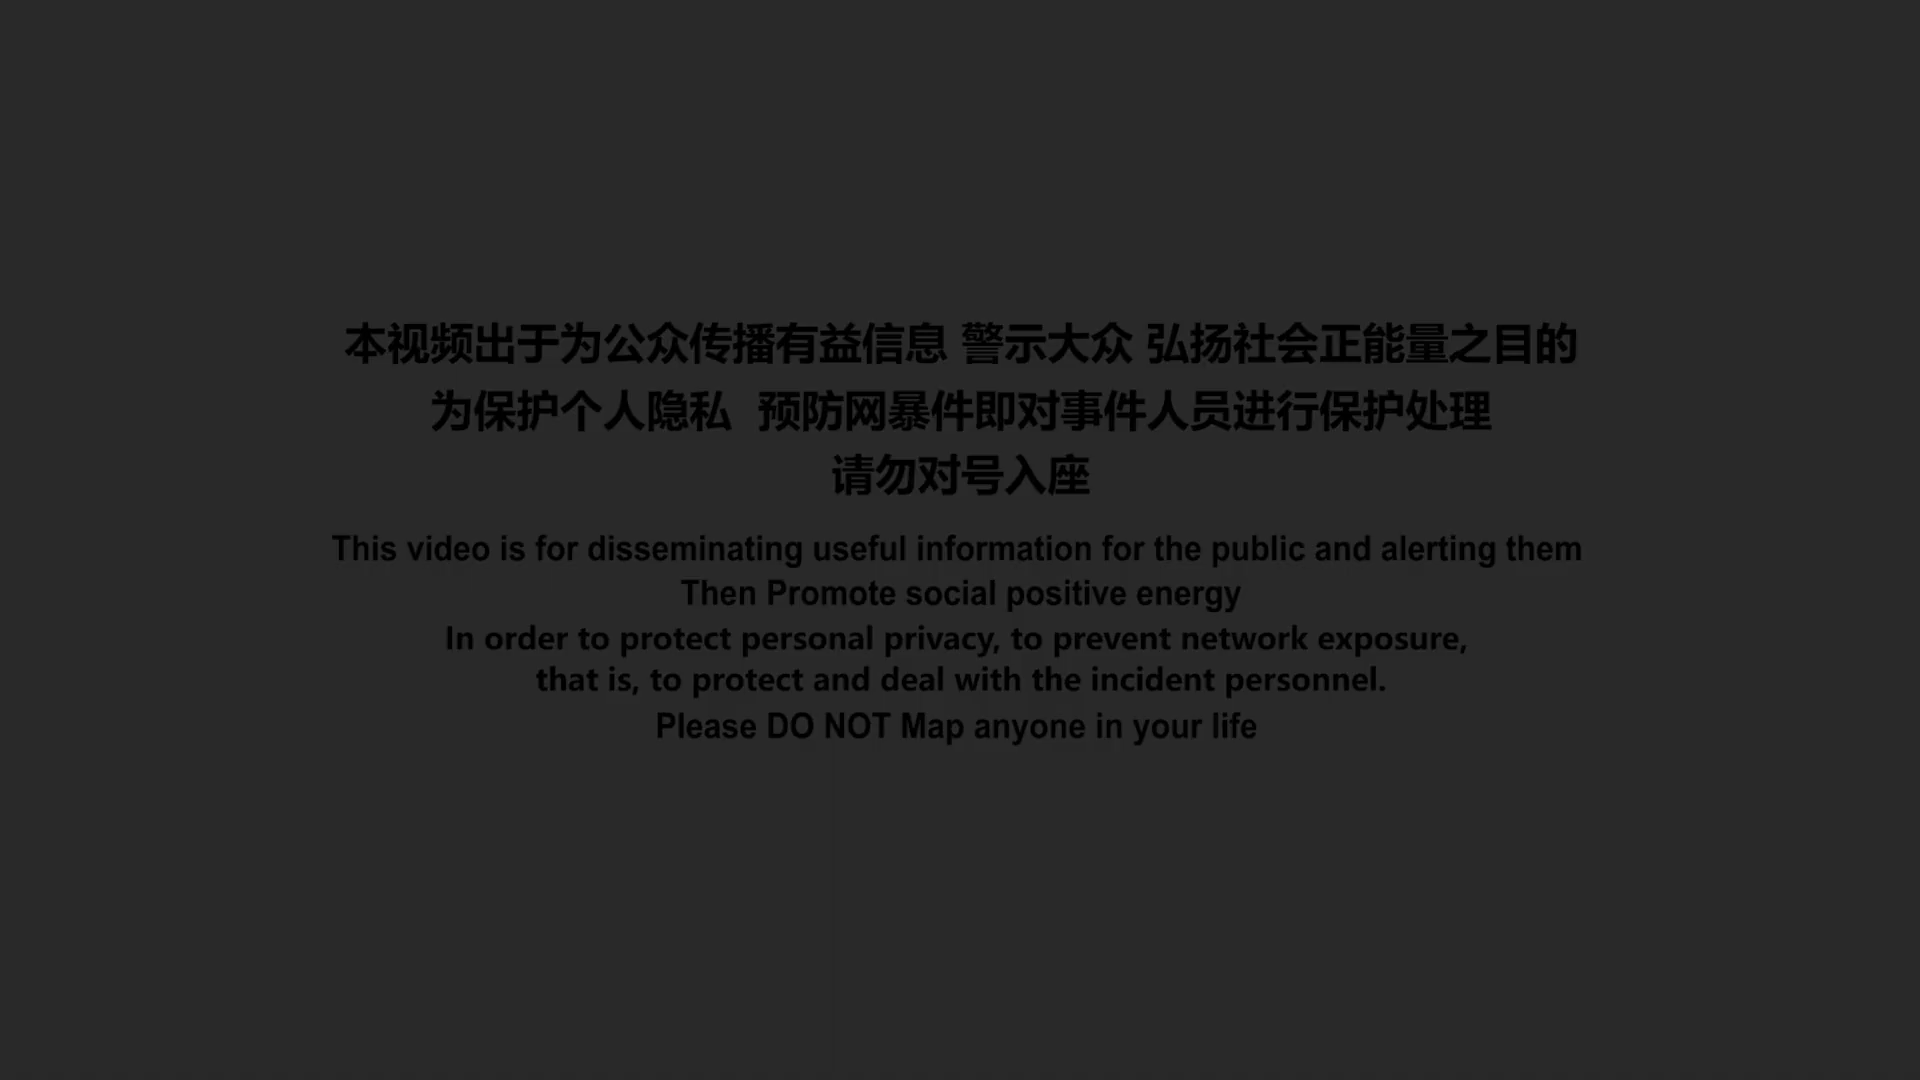 本视频出于为公众传播有益信息 警示大众 弘扬社会正能量之目的
为保护个人隐私 预防网暴件即对事件人员进行保护处理
请勿对号入座
This video is for disseminating useful information for the public and alerting them
Then Promote social positive energy
In order to protect personal privacy, to prevent network exposure,
that is, to protect and deal with the incident personnel.
Please DO NOT Map anyone in your life